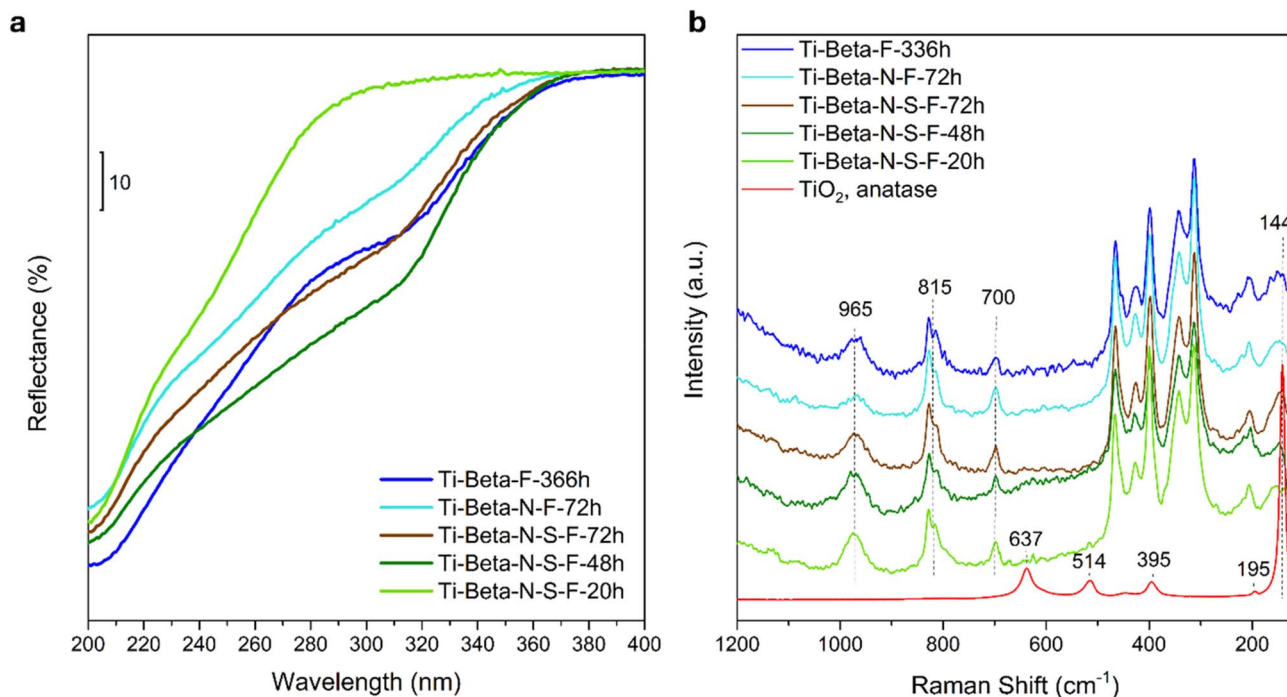 a
10
Reflectance (%)
Ti-Beta-F-366h
Ti-Beta-N-F-72h
Ti-Beta-N-S-F-72h
Ti-Beta-N-S-F-48h
Ti-Beta-N-S-F-20h
200 220 240 260 280 300 320 340 360 380 400
Wavelength (nm)
b
Ti-Beta-F-336h
Ti-Beta-N-F-72h
Ti-Beta-N-S-F-72h
Ti-Beta-N-S-F-48h
Ti-Beta-N-S-F-20h
TiO₂, anatase
144
965 815 700
637
514 395
195
Intensity (a.u.)
1200 1000 800 600 400 200
Raman Shift (cm⁻¹)